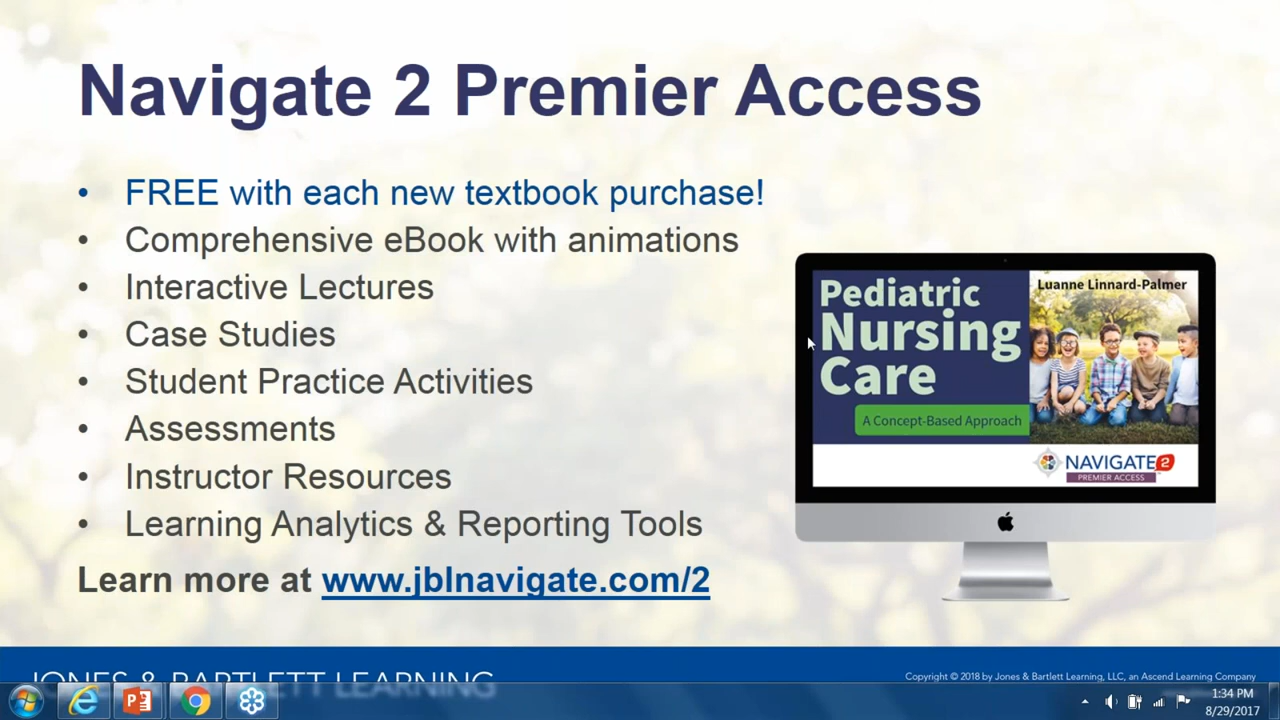 Navigate 2 Premier Access
• FREE with each new textbook purchase!
• Comprehensive eBook with animations
• Interactive Lectures
• Case Studies
• Student Practice Activities
• Assessments
• Instructor Resources
• Learning Analytics & Reporting Tools
Learn more at www.jblnavigate.com/2
Pediatric
Nursing
Care
A Concept-Based Approach
Luanne Linnard-Palmer
NAVIGATE 2
PREMIER ACCESS
JONES & BARTLETT LEARNING
Copyright © 2018 by Jones & Bartlett Learning, LLC, an Ascend Learning Company
1:34 PM
8/29/2017